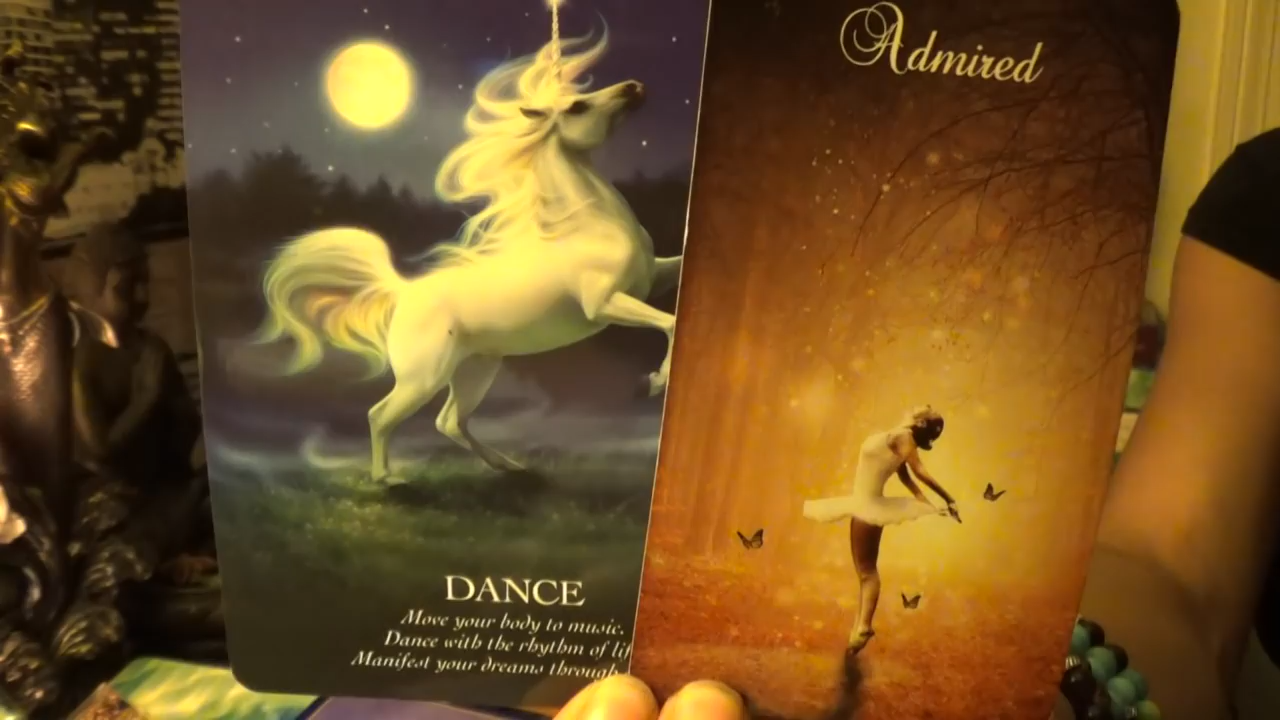 DANCE
Move your body to music.
Dance with the rhythm of
Manifest your dreams through
Admired